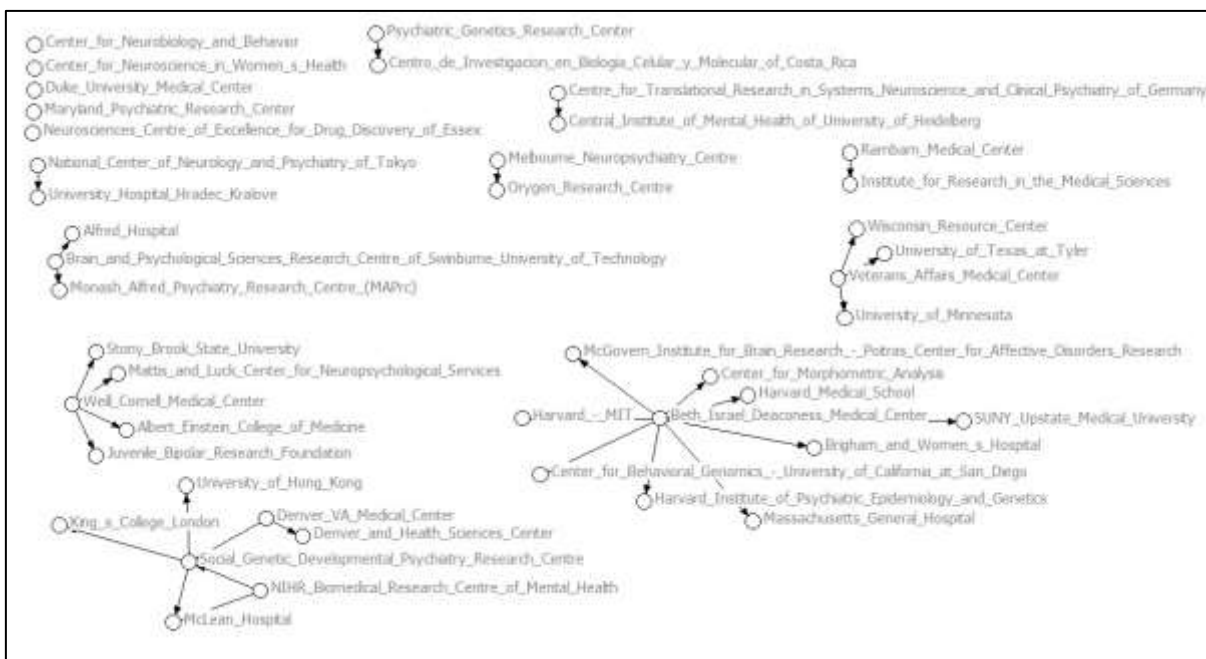 Center_for_Neurobiology_and_Behavior
Psychiatric_Genetics_Research_Center
Center_for_Neuroscience_in_Women_s_Health
Centro_de_Investigacion_en_Biologia_Celular_y_Molecular_of_Costa_Rica
Duke_University_Medical_Center
Centre_for_Translational_Research_in_Systems_Neuroscience_and_Clinical_Psychiatry_of_Germany
Maryland_Psychiatric_Research_Center
Central_Institute_of_Mental_Health_of_University_of_Heidelberg
Neurosciences_Centre_of_Excellence_for_Drug_Discovery_of_Essex
National_Center_of_Neurology_and_Psychiatry_of_Tokyo
Melbourne_Neuropsychiatry_Centre
Rambam_Medical_Center
University_Hospital_Hradec_Kralove
Orygen_Research_Centre
Institute_for_Research_in_the_Medical_Sciences
Alfred_Hospital
Wisconsin_Resource_Center
University_of_Texas_at_Tyler
Brain_and_Psychological_Sciences_Research_Centre_of_Swinburne_University_of_Technology
Veterans_Affairs_Medical_Center
Monash_Alfred_Psychiatry_Research_Centre_(MAPrc)
University_of_Minnesota
Stony_Brook_State_University
McGovern_Institute_for_Brain_Research_-_Poitras_Center_for_Affective_Disorders_Research
Mattis_and_Luck_Center_for_Neuropsychological_Services
Center_for_Morphometric_Analysis
Harvard_Medical_School
Weill_Cornell_Medical_Center
Harvard_-_MIT
Beth_Israel_Deaconess_Medical_Center
SUNY_Upstate_Medical_University
Albert_Einstein_College_of_Medicine
Brigham_and_Women_s_Hospital
Juvenile_Bipolar_Research_Foundation
Center_for_Behavioral_Genomics_-_University_of_California_at_San_Diego
University_of_Hung_Kong
Harvard_Institute_of_Psychiatric_Epidemiology_and_Genetics
King_s_College_London
Denver_VA_Medical_Center
Massachusetts_General_Hospital
Denver_and_Health_Sciences_Center
Social_Genetic_Developmental_Psychiatry_Research_Centre
NIHR_Biomedical_Research_Centre_of_Mental_Health
McLean_Hospital